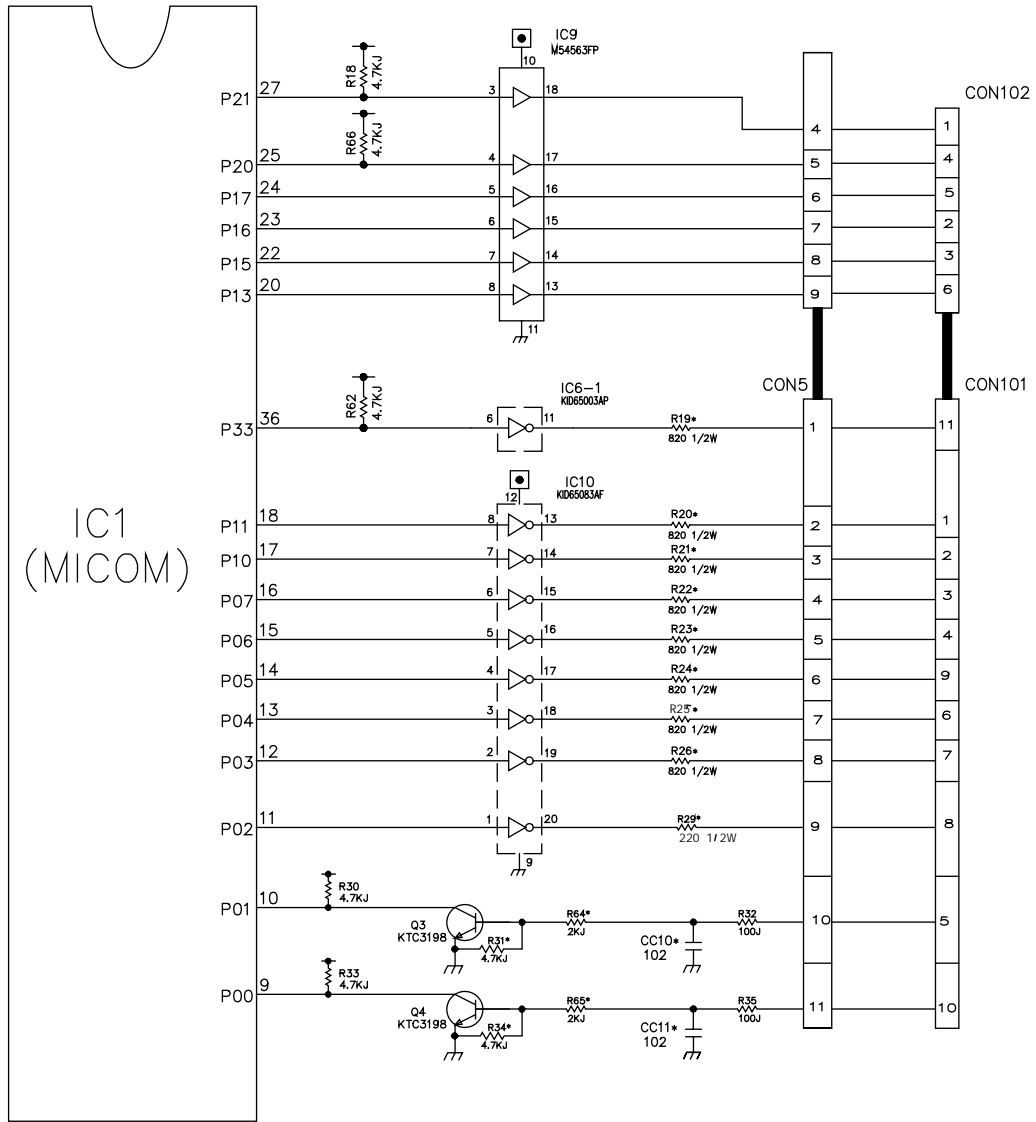 IC9
M54563FP
10
R18
4.7KJ
P21
27
3
18
CON102
4
1
R66
4.7KJ
P20
25
4
17
5
4
P17
24
5
16
6
5
P16
23
6
15
7
2
P15
22
7
14
8
3
P13
20
8
13
9
6
11
CON5
CON101
IC6-1
KID65003AP
R62
4.7KJ
P33
36
6
11
R19*
820 1/2W
1
11
IC10
KID65083AF
12
IC1
(MICOM)
P11
18
8
13
R20*
820 1/2W
2
1
P10
17
7
14
R21*
820 1/2W
3
2
P07
16
6
15
R22*
820 1/2W
4
3
P06
15
5
16
R23*
820 1/2W
5
4
P05
14
4
17
R24*
820 1/2W
6
9
P04
13
3
18
R25*
820 1/2W
7
6
P03
12
2
19
R26*
820 1/2W
8
7
P02
11
1
20
R29*
220 1/2W
9
8
9
P01
10
R30
4.7KJ
Q3
KTC3198
R31*
4.7KJ
R64*
2KJ
CC10*
102
R32
100J
10
5
P00
9
R33
4.7KJ
Q4
KTC3198
R34*
4.7KJ
R65*
2KJ
CC11*
102
R35
100J
11
10